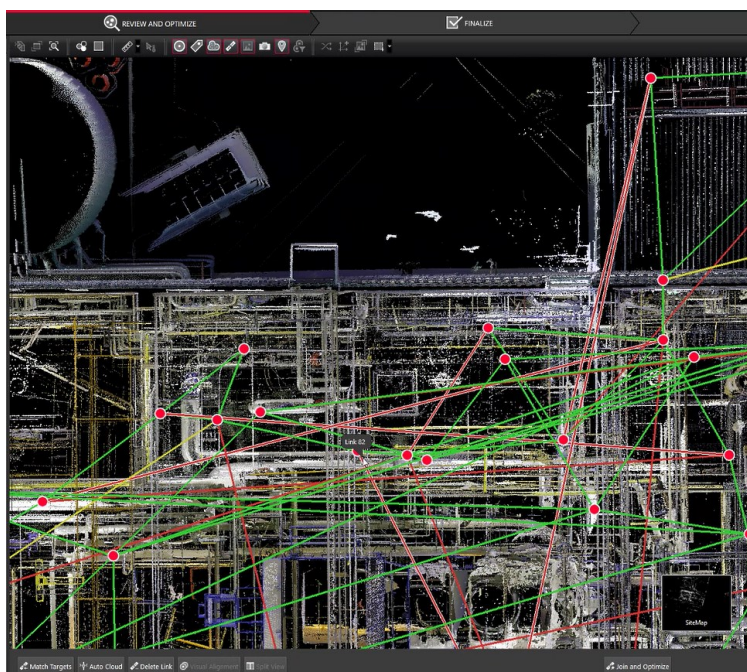 REVIEW AND OPTIMIZE
FINALIZE
Link 82
SiteMap
Match Targets
Auto Cloud
Delete Link
Visual Alignment
Split View
Join and Optimize